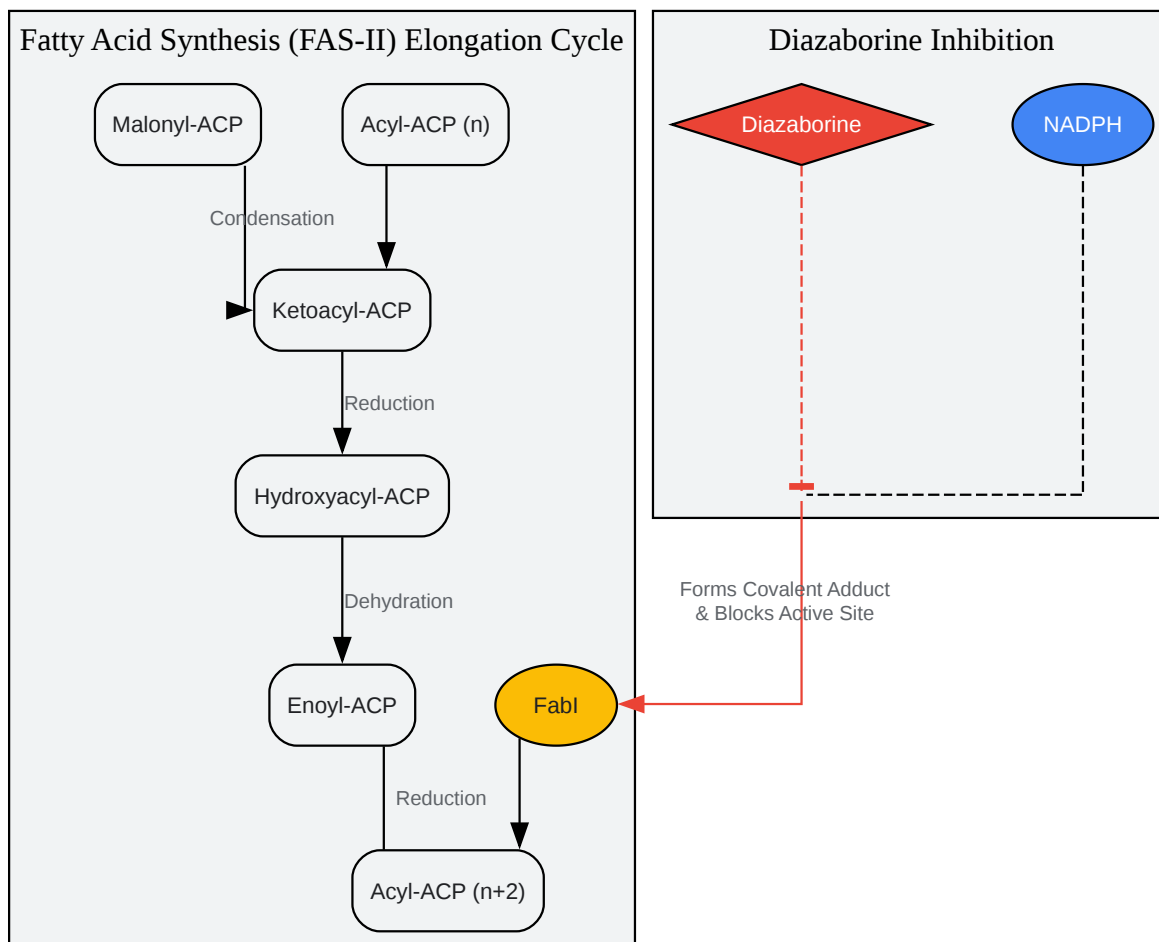 Fatty Acid Synthesis (FAS-II) Elongation Cycle
Malonyl-ACP
Acyl-ACP (n)
Condensation
Ketoacyl-ACP
Reduction
Hydroxyacyl-ACP
Dehydration
Enoyl-ACP
FabI
Reduction
Acyl-ACP (n+2)
Diazaborine Inhibition
Diazaborine
NADPH
Forms Covalent Adduct
& Blocks Active Site